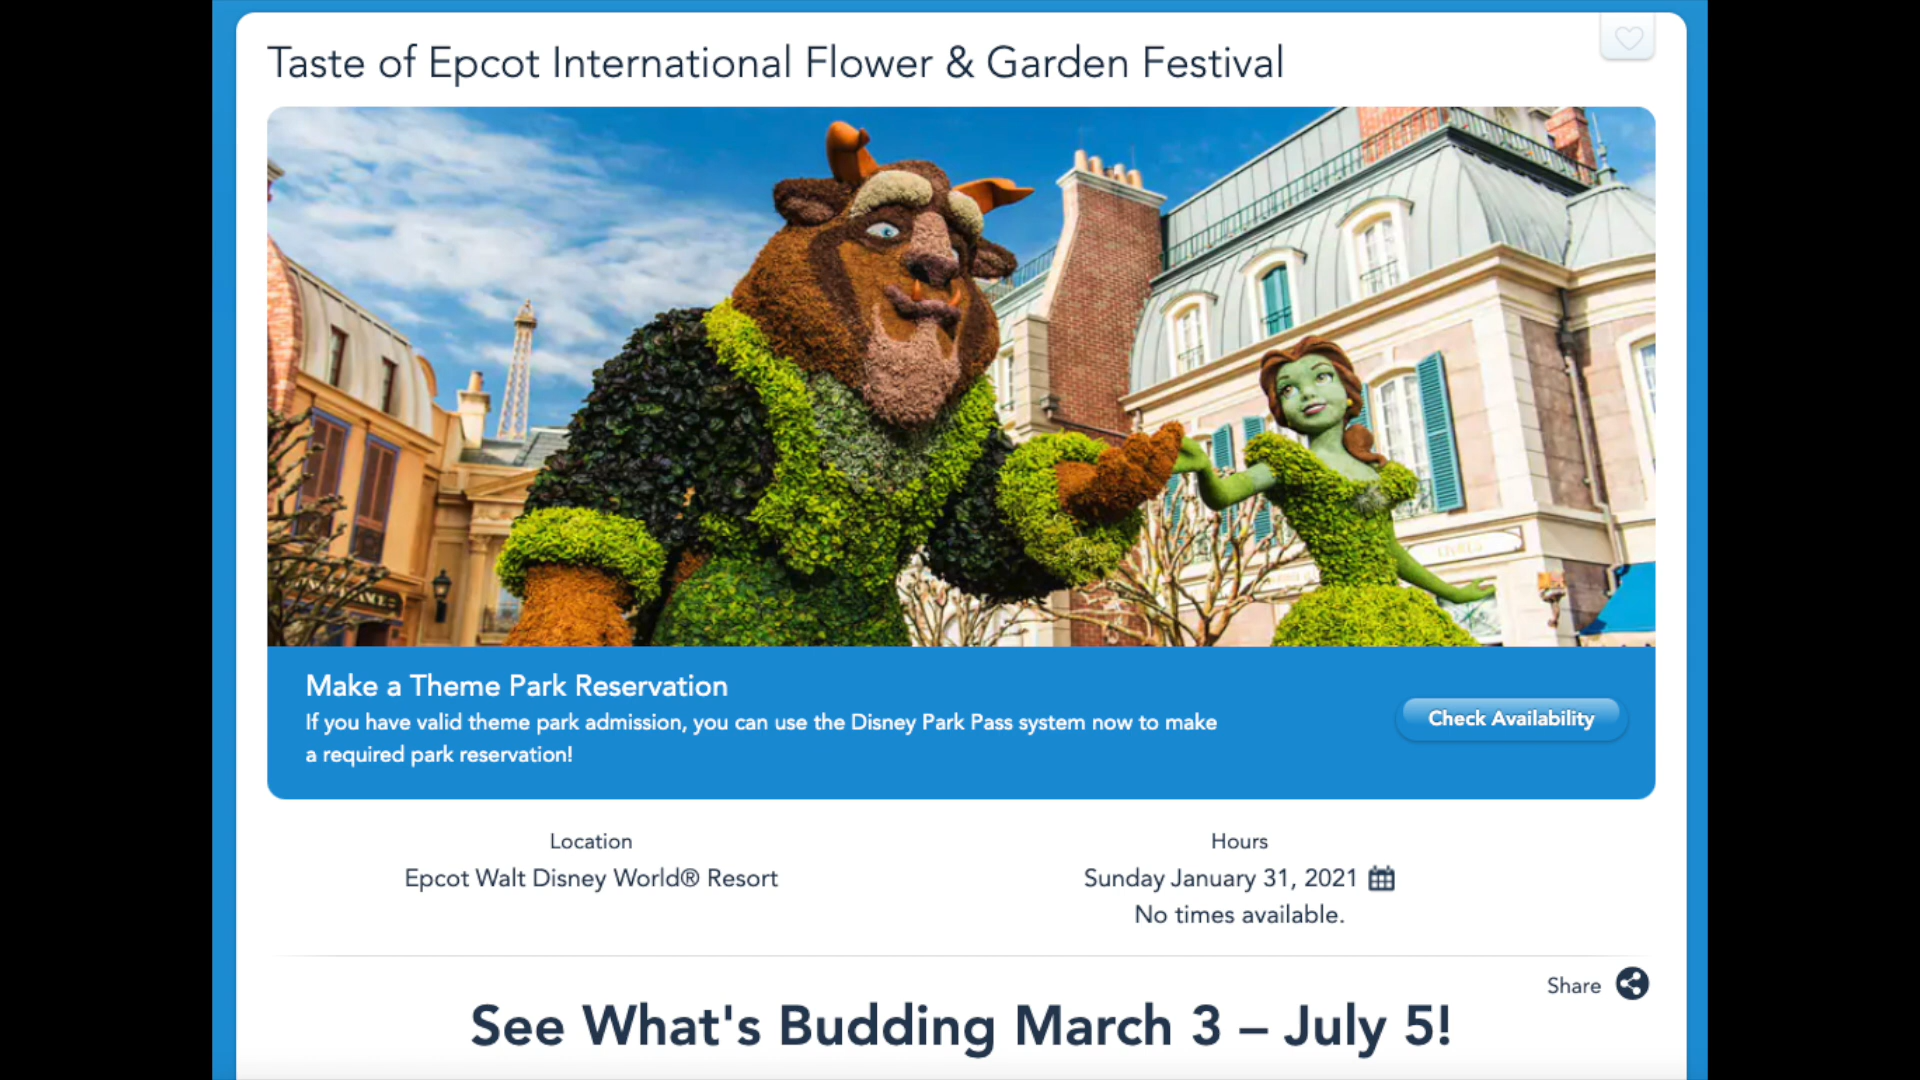 Taste of Epcot International Flower & Garden Festival
Make a Theme Park Reservation
If you have valid theme park admission, you can use the Disney Park Pass system now to make
a required park reservation!
Check Availability
Location
Epcot Walt Disney World® Resort
Hours
Sunday January 31, 2021
No times available.
Share
See What's Budding March 3 – July 5!